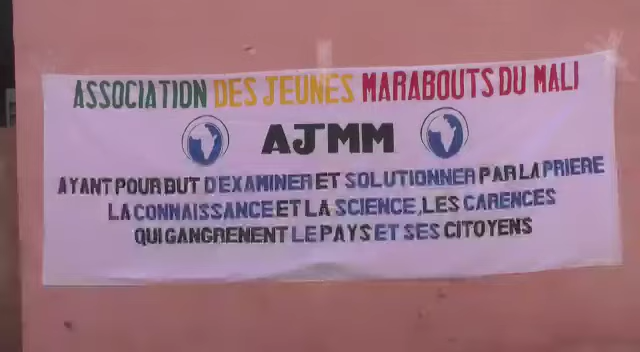 ASSOCIATION DES JEUNES MARABOUTS DU MALI
AJMM
AYANT POUR BUT D'EXAMINER ET SOLUTIONNER PAR LA PRIERE
LA CONNAISSANCE ET LA SCIENCE, LES CARENCES
QUI GANGRENENT LE PAYS ET SES CITOYENS